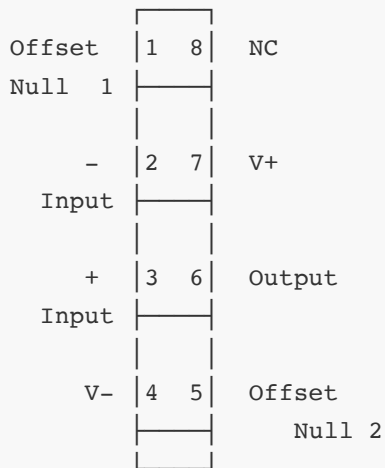 Offset 1 8 NC
Null 1
- 2 7 V+
Input
+ 3 6 Output
Input
V- 4 5 Offset
Null 2